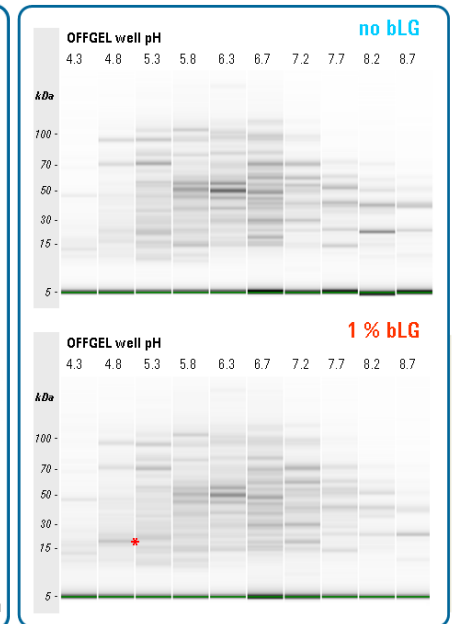 no bLG
OFFGEL well pH
4.3 4.8 5.3 5.8 6.3 6.7 7.2 7.7 8.2 8.7
kDa
100 -
70 -
50 -
30 -
15 -
5 -
1 % bLG
OFFGEL well pH
4.3 4.8 5.3 5.8 6.3 6.7 7.2 7.7 8.2 8.7
kDa
100 -
70 -
50 -
30 -
15 -
*
5 -